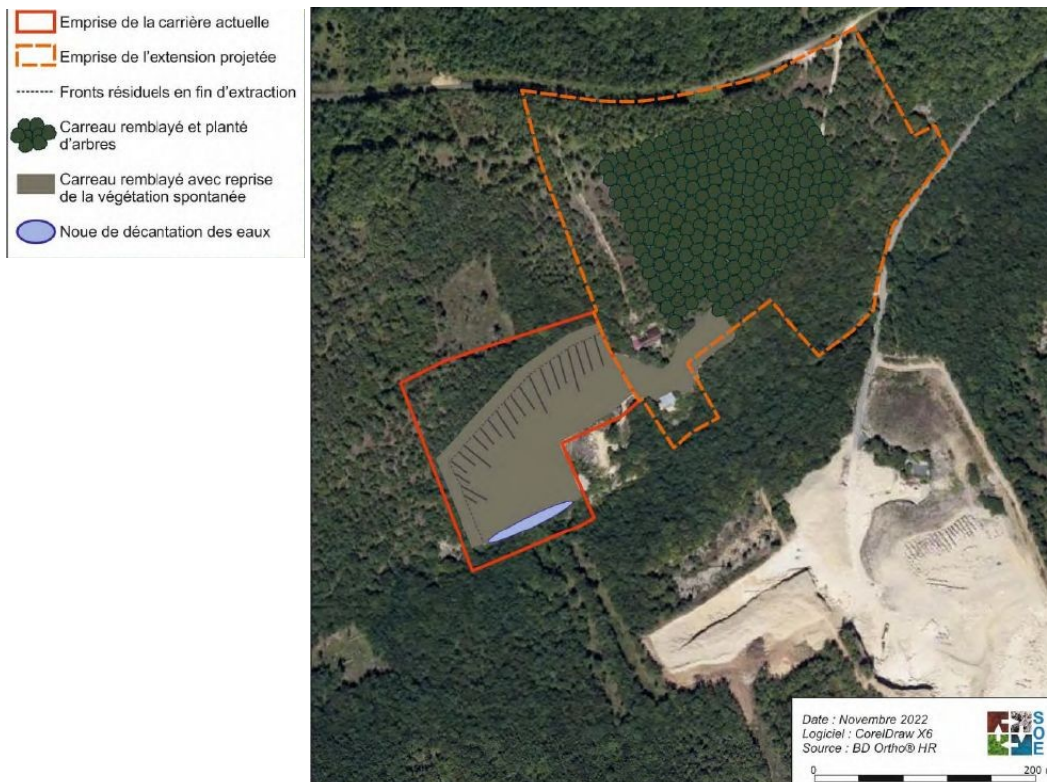 Emprise de la carrière actuelle
Emprise de l'extension projetée
Fronts résiduels en fin d'extraction
Carreau remblayé et planté
d'arbres
Carreau remblayé avec reprise
de la végétation spontanée
Noue de décantation des eaux
Date : Novembre 2022
Logiciel : CorelDraw X6
Source : BD Ortho® HR
SOE
0 200